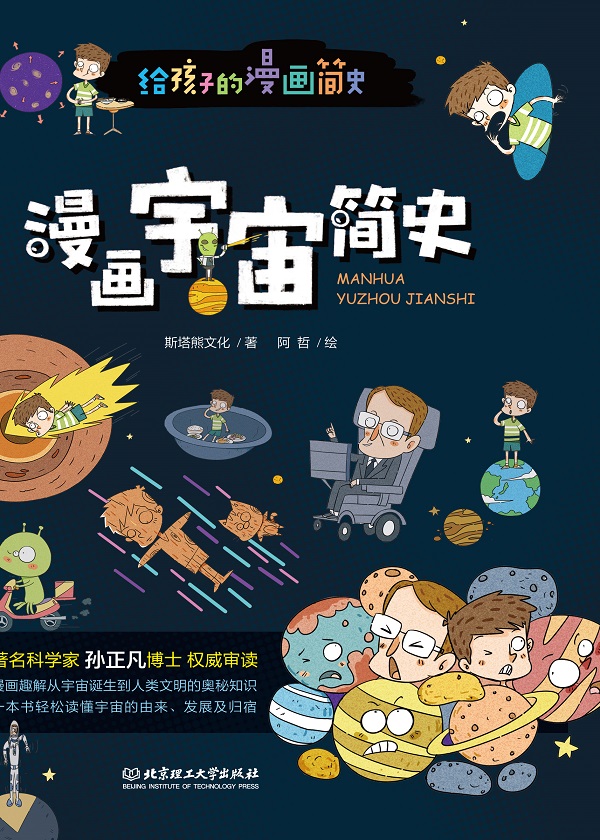 给孩子的漫画简史
漫画宇宙简史
MANHUA
YUZHOU JIANSHI
斯塔熊文化/著 阿哲/绘
著名科学家 孙正凡博士 权威审读
漫画趣解从宇宙诞生到人类文明的奥秘知识
一本书轻松读懂宇宙的由来、发展及归宿
北京理工大学出版社
BEIJING INSTITUTE OF TECHNOLOGY PRESS